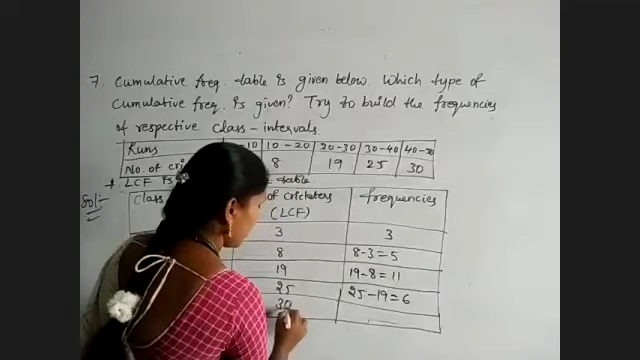 7. Cumulative freq. table is given below. Which type of
Cumulative freq. is given? Try to build the frequencies
of respective class-intervals.
Runs -10 10-20 20-30 30-40 40-50
No. of cri 8 19 25 30
LCF is table
Sol:- Class of cricketers frequencies
(LCF)
3 3
8 8-3=5
19 19-8=11
25 25-19=6
30